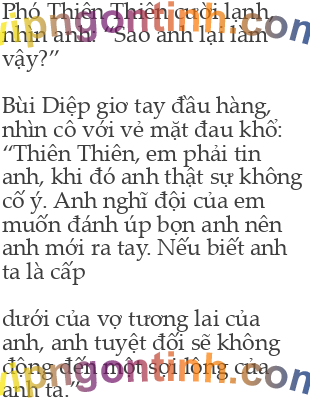 Phó Thiên Thiên cười lạnh,
nhìn anh: “Sao anh lại làm
vậy?”
Bùi Diệp giơ tay đầu hàng,
nhìn cô với vẻ mặt đau khổ:
“Thiên Thiên, em phải tin
anh, khi đó anh thật sự không
cố ý. Anh nghĩ đội của em
muốn đánh úp bọn anh nên
anh mới ra tay. Nếu biết anh
ta là cấp
dưới của vợ tương lai của
anh, anh tuyệt đối sẽ không
động đến một sợi lông của
anh ta.”
vipngontinh.com
vipngontinh.com